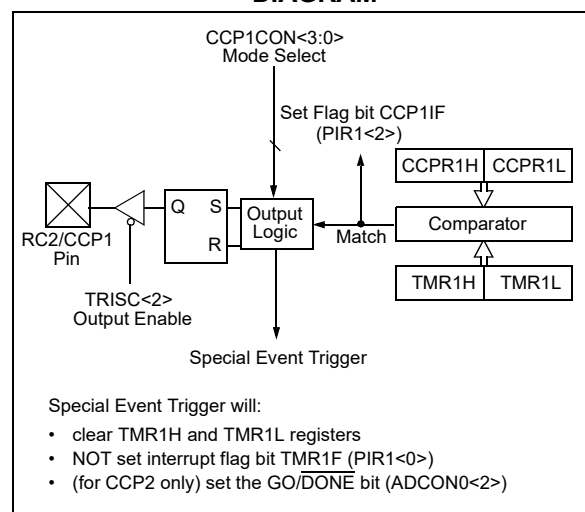 DIAGRAM
CCP1CON<3:0>
Mode Select
Set Flag bit CCP1IF
(PIR1<2>)
CCPR1H CCPR1L
Q S
R
Output
Logic
Match
Comparator
RC2/CCP1
Pin
TRISC<2>
Output Enable
TMR1H TMR1L
Special Event Trigger
Special Event Trigger will:
• clear TMR1H and TMR1L registers
• NOT set interrupt flag bit TMR1F (PIR1<0>)
• (for CCP2 only) set the GO/DONE bit (ADCON0<2>)